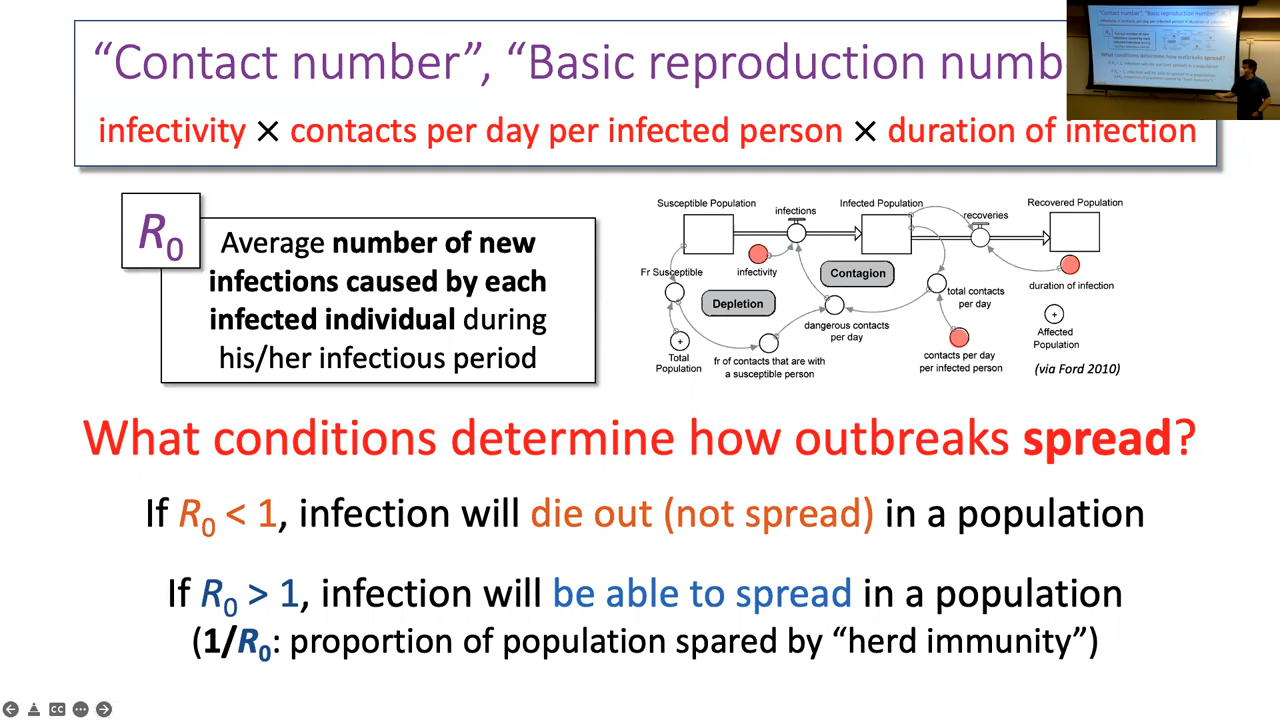 “Contact number”, “Basic reproduction numb
infectivity × contacts per day per infected person × duration of infection
R0
Average number of new
infections caused by each
infected individual during
his/her infectious period
Susceptible Population
infections
Infected Population
recoveries
Recovered Population
Fr Susceptible
infectivity
Contagion
Depletion
total contacts
per day
duration of infection
dangerous contacts
per day
Affected
Population
Total
Population
fr of contacts that are with
a susceptible person
contacts per day
per infected person
(via Ford 2010)
What conditions determine how outbreaks spread?
If R0 < 1, infection will die out (not spread) in a population
If R0 > 1, infection will be able to spread in a population
(1/R0: proportion of population spared by “herd immunity”)
CC